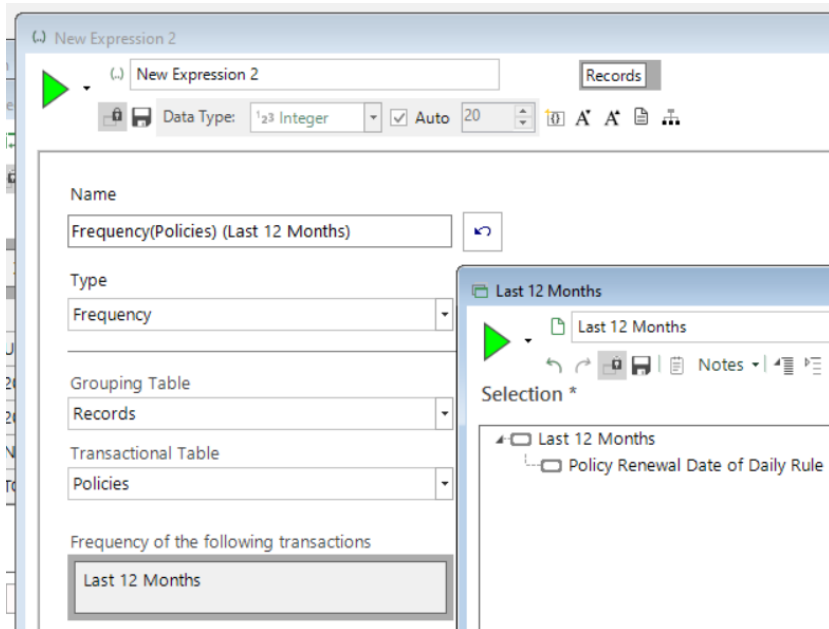 New Expression 2
New Expression 2
Records
Data Type: 123 Integer Auto 20
Name
Frequency(Policies) (Last 12 Months)
Type
Frequency
Grouping Table
Records
Transactional Table
Policies
Frequency of the following transactions
Last 12 Months
Last 12 Months
Last 12 Months
Notes
Selection *
Last 12 Months
Policy Renewal Date of Daily Rule